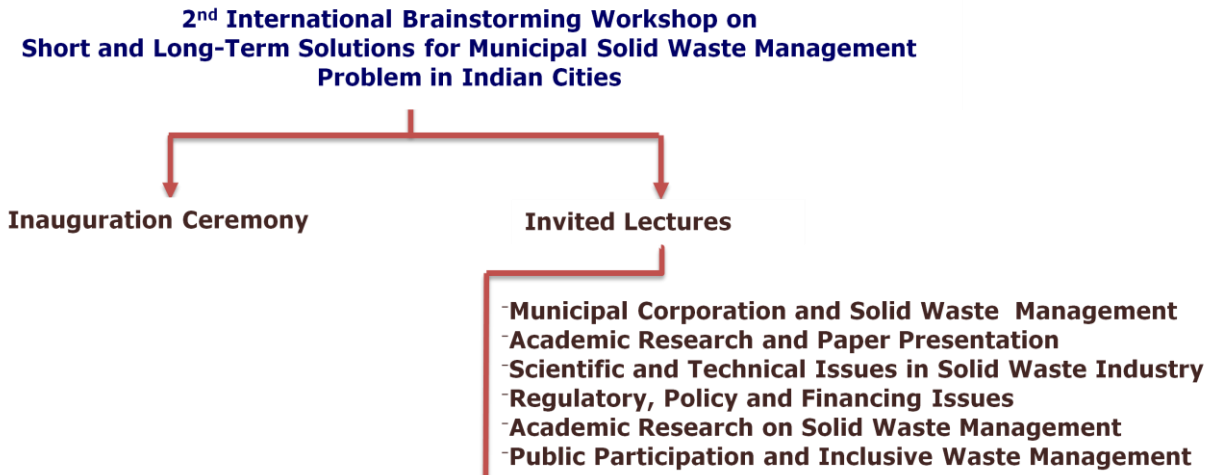 2nd International Brainstorming Workshop on
Short and Long-Term Solutions for Municipal Solid Waste Management
Problem in Indian Cities
Inauguration Ceremony
Invited Lectures
-Municipal Corporation and Solid Waste Management
-Academic Research and Paper Presentation
-Scientific and Technical Issues in Solid Waste Industry
-Regulatory, Policy and Financing Issues
-Academic Research on Solid Waste Management
-Public Participation and Inclusive Waste Management